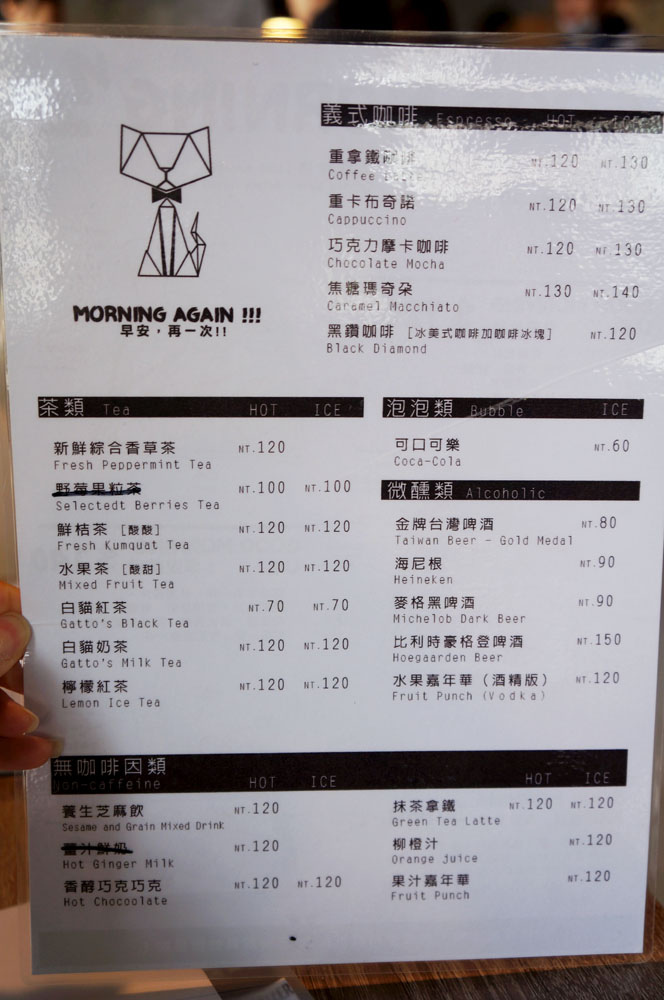 MORNING AGAIN !!!
早安，再一次!!
義式咖啡 Espresso HOT ICE
重拿鐵咖啡 NT.120 NT.130
Coffee Latte
重卡布奇諾 NT.120 NT.130
Cappuccino
巧克力摩卡咖啡 NT.120 NT.130
Chocolate Mocha
焦糖瑪奇朵 NT.130 NT.140
Caramel Macchiato
黑鑽咖啡 [冰美式咖啡加咖啡冰塊] NT.120
Black Diamond
茶類 Tea HOT ICE
新鮮綜合香草茶 NT.120
Fresh Peppermint Tea
野莓果粒茶 NT.100 NT.100
Selectedt Berries Tea
鮮桔茶 [酸酸] NT.120 NT.120
Fresh Kumquat Tea
水果茶 [酸甜] NT.120 NT.120
Mixed Fruit Tea
白貓紅茶 NT.70 NT.70
Gatto's Black Tea
白貓奶茶 NT.120 NT.120
Gatto's Milk Tea
檸檬紅茶 NT.120 NT.120
Lemon Ice Tea
泡泡類 Bubble ICE
可口可樂 NT.60
Coca-Cola
微醺類 Alcoholic
金牌台灣啤酒 NT.80
Taiwan Beer - Gold Medal
海尼根 NT.90
Heineken
麥格黑啤酒 NT.90
Michelob Dark Beer
比利時豪格登啤酒 NT.150
Hoegaarden Beer
水果嘉年華（酒精版） NT.120
Fruit Punch (Vodka)
無咖啡因類
Non-caffeine HOT ICE HOT ICE
養生芝麻飲 NT.120
Sesame and Grain Mixed Drink
薑汁鮮奶 NT.120
Hot Ginger Milk
香醇巧克巧克 NT.120 NT.120
Hot Chocoolate
抹茶拿鐵 NT.120 NT.120
Green Tea Latte
柳橙汁 NT.120
Orange Juice
果汁嘉年華 NT.120
Fruit Punch